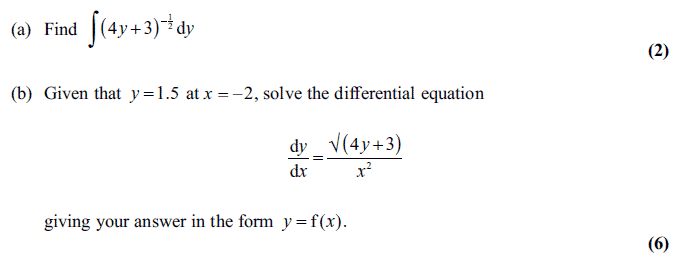 (a) Find ∫(4y+3)^{-1/2} dy
(2)
(b) Given that y = 1.5 at x = −2, solve the differential equation
dy/dx = √(4y+3)/x²
giving your answer in the form y = f(x).
(6)